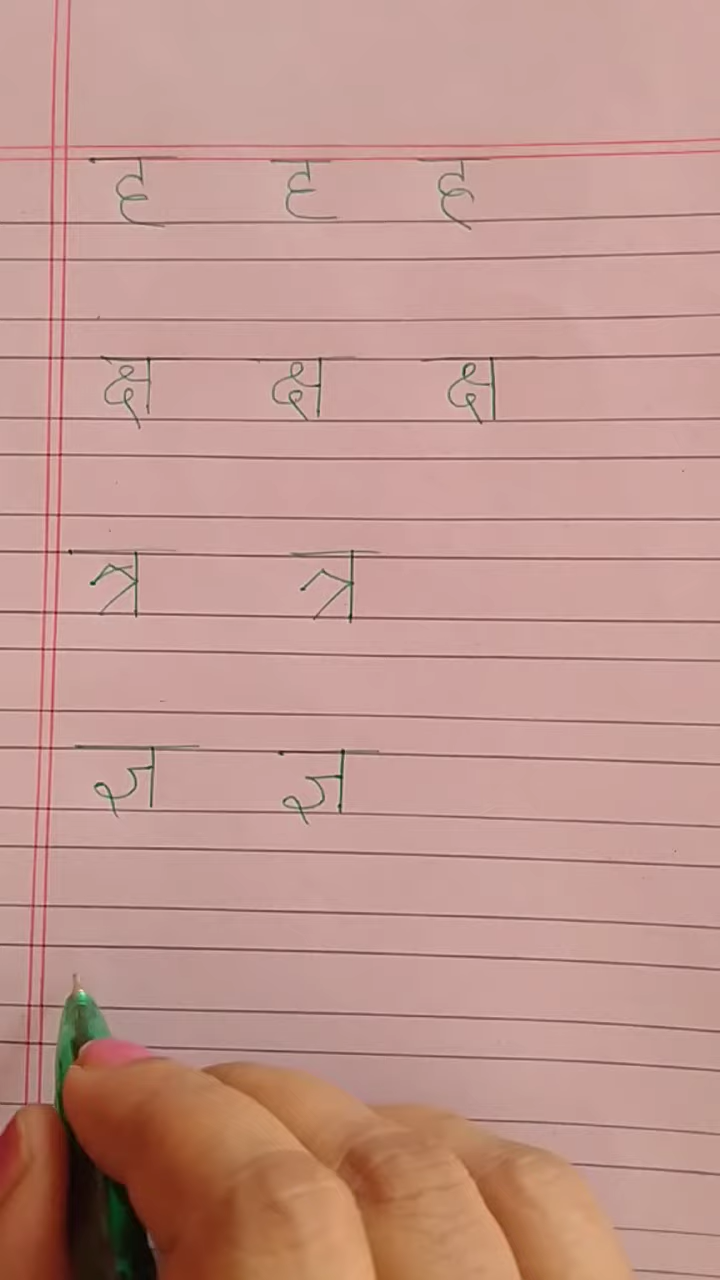 ह ह ह
क्ष क्ष क्ष
त्र त्र
ज्ञ ज्ञ